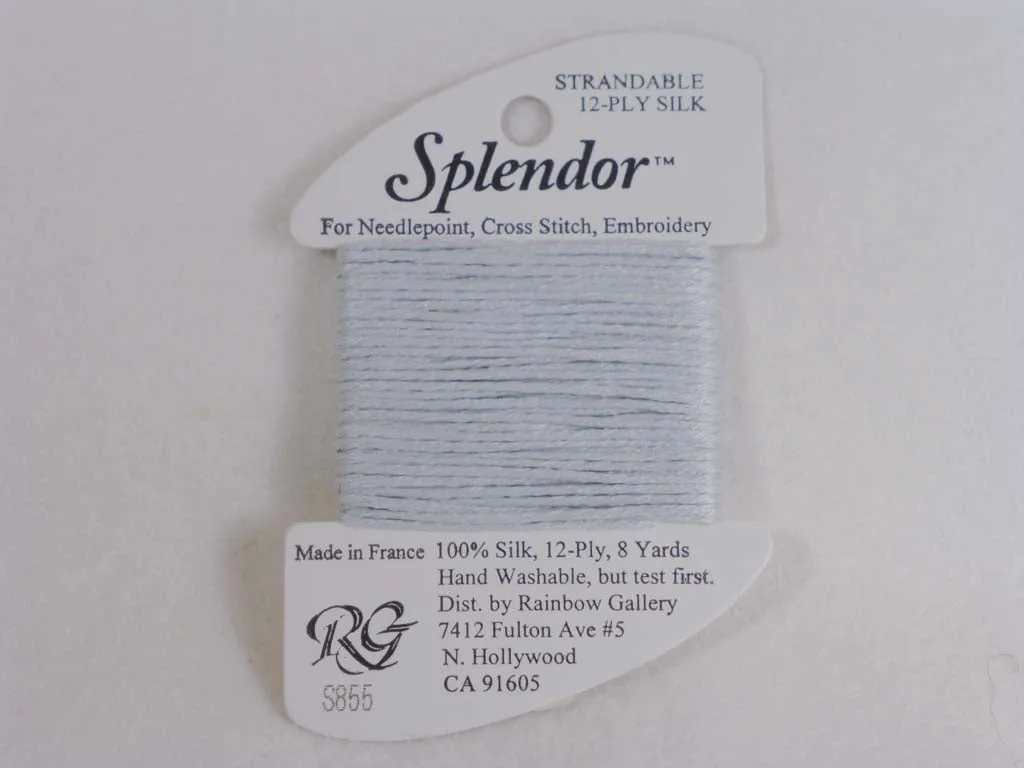 STRANDABLE
12-PLY SILK
Splendor™
For Needlepoint, Cross Stitch, Embroidery
Made in France
RG
S855
100% Silk, 12-Ply, 8 Yards
Hand Washable, but test first.
Dist. by Rainbow Gallery
7412 Fulton Ave #5
N. Hollywood
CA 91605